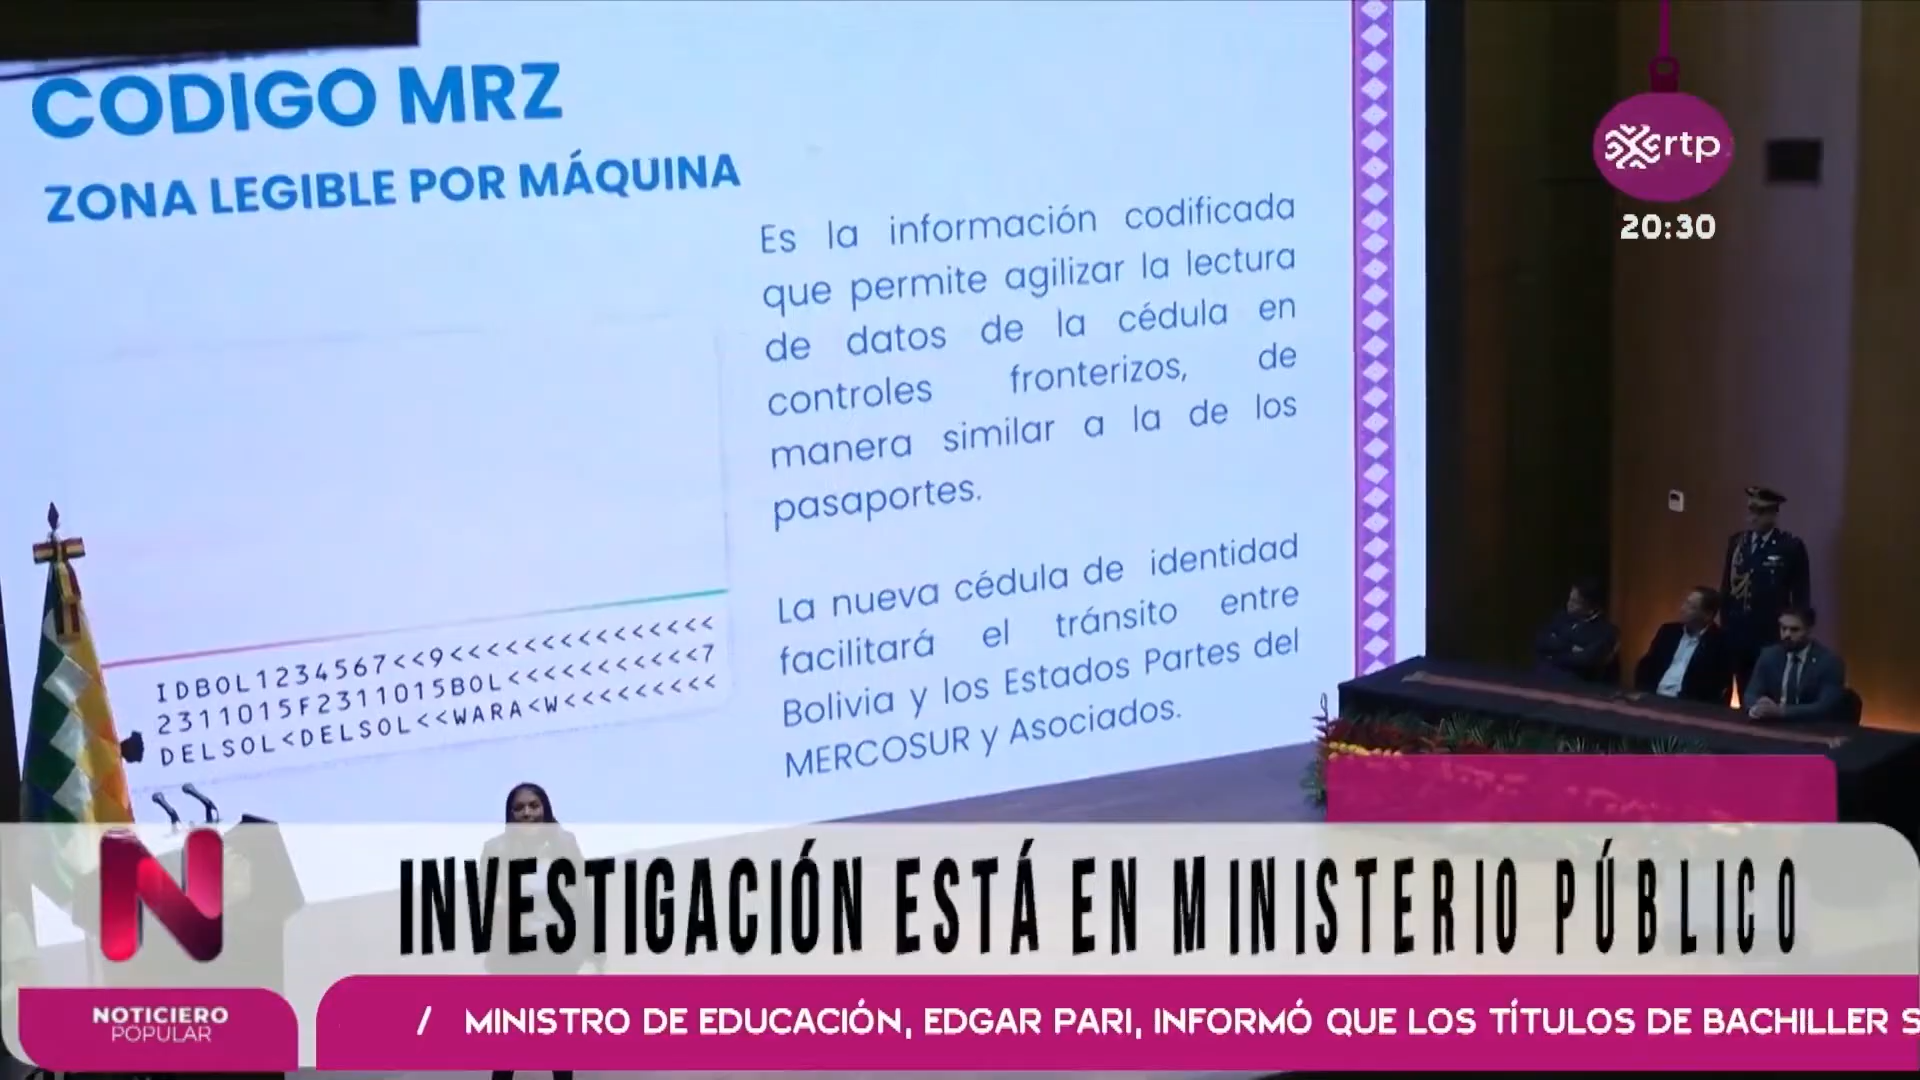 CODIGO MRZ
ZONA LEGIBLE POR MÁQUINA
Es la información codificada
que permite agilizar la lectura
de datos de la cédula en
controles fronterizos, de
manera similar a la de los
pasaportes.
La nueva cédula de identidad
facilitará el tránsito entre
Bolivia y los Estados Partes del
MERCOSUR y Asociados.
IDBOL1234567<<9<<<<<<<<<<<<<<<
2311015F2311015BOL<<<<<<<<<<<7
DELSOL<DELSOL<<WARA<W<<<<<<<<<
rtp
20:30
INVESTIGACIÓN ESTÁ EN MINISTERIO PÚBLICO
N
NOTICIERO
POPULAR
/ MINISTRO DE EDUCACIÓN, EDGAR PARI, INFORMÓ QUE LOS TÍTULOS DE BACHILLER S